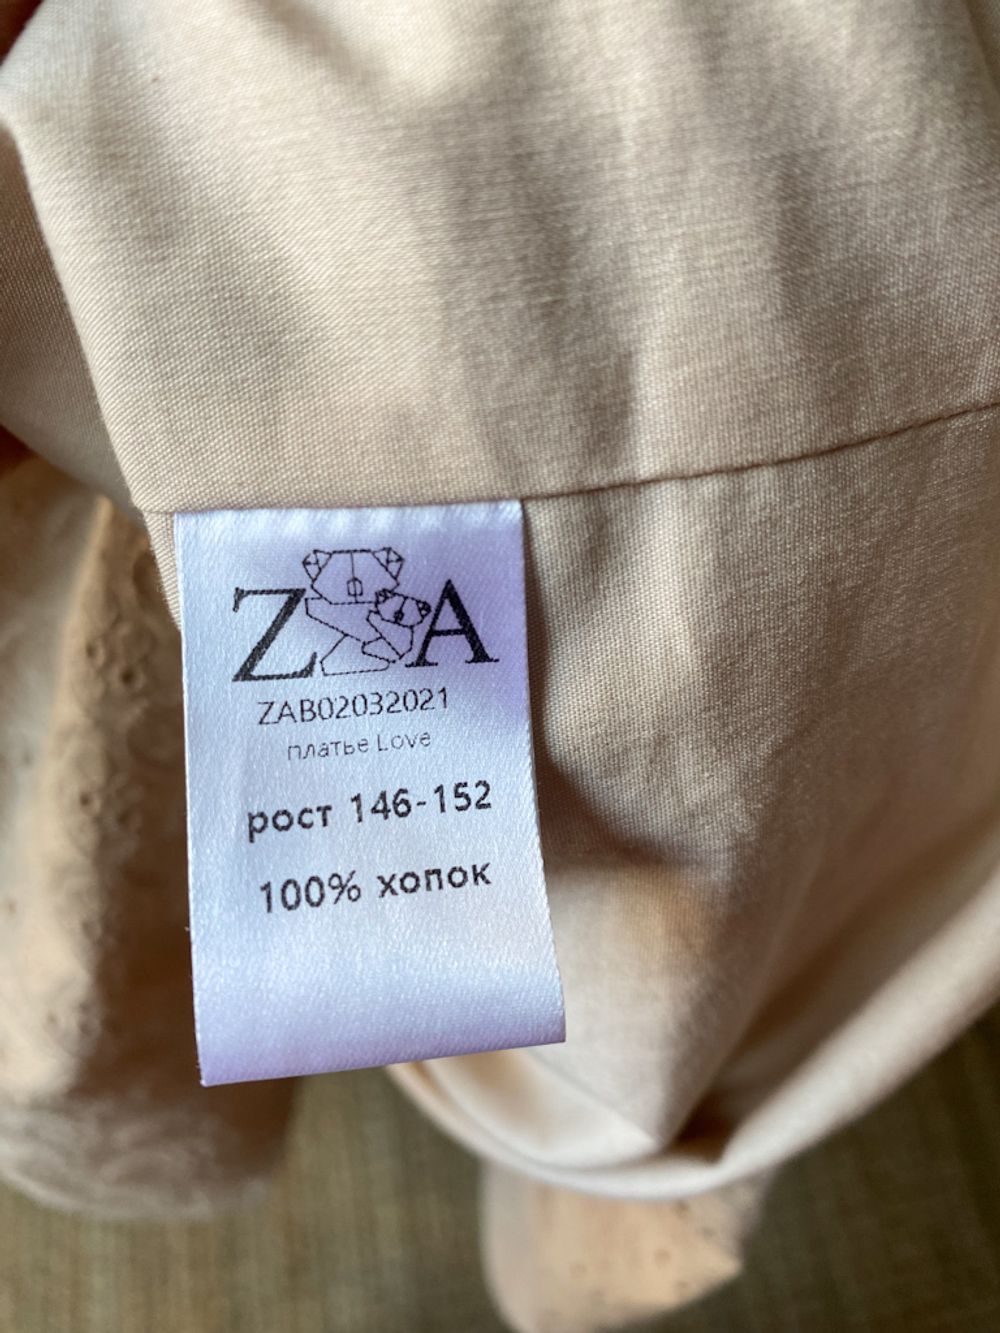 ZA
ZAB02032021
платье Love
рост 146-152
100% хопок